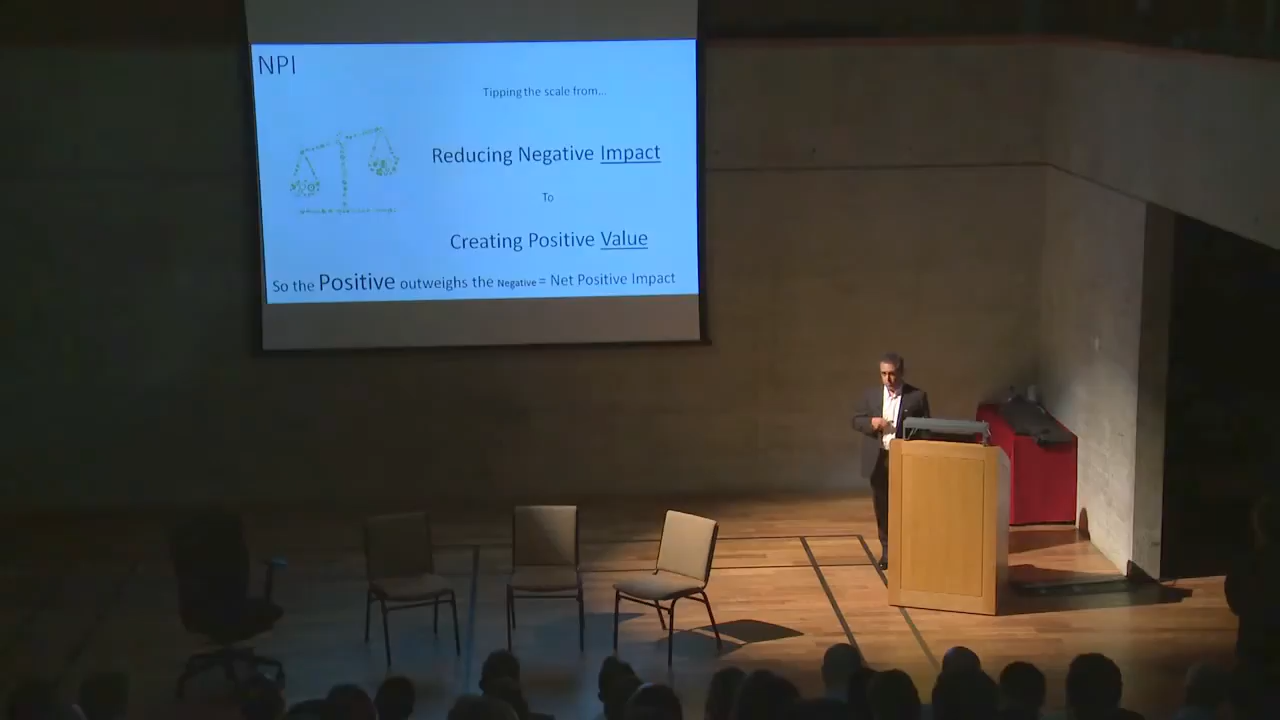 NPI
Tipping the scale from...
Reducing Negative Impact
To
Creating Positive Value
So the Positive outweighs the Negative = Net Positive Impact